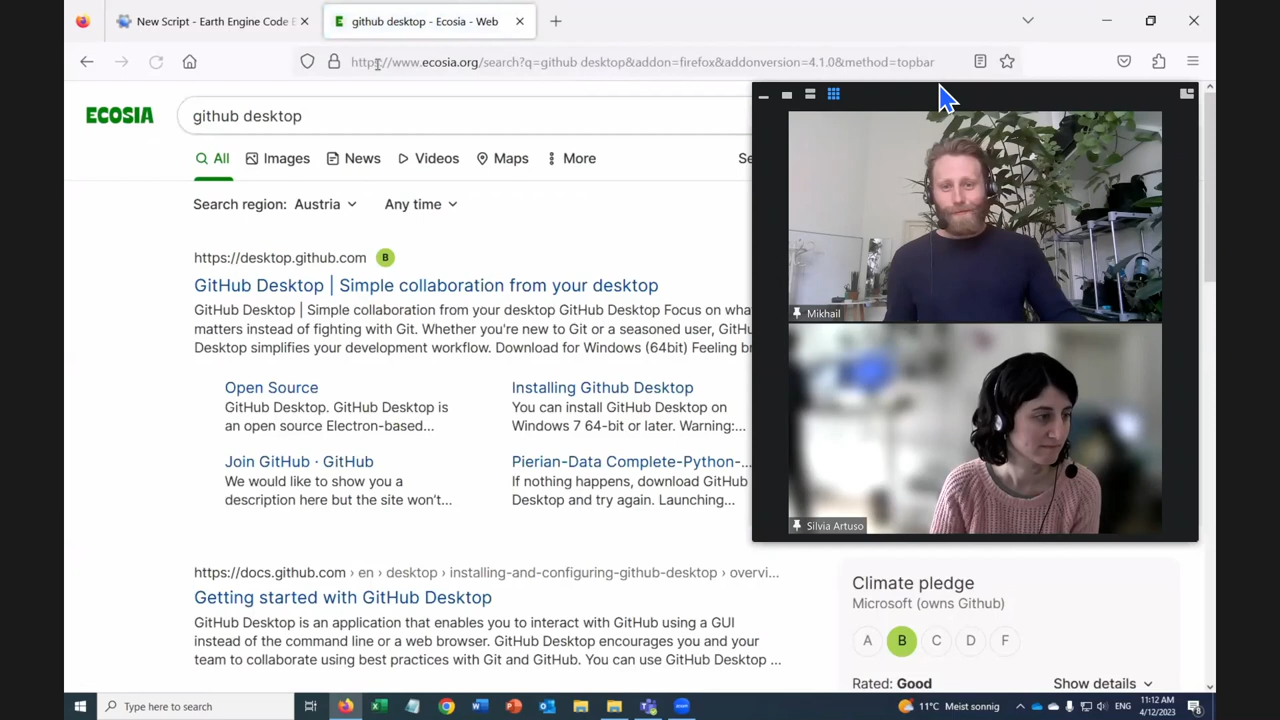 New Script - Earth Engine Code E
github desktop - Ecosia - Web
https://www.ecosia.org/search?q=github desktop&addon=firefox&addonversion=4.1.0&method=topbar
ECOSIA
github desktop
All
Images
News
Videos
Maps
More
Se
Search region: Austria
Any time
https://desktop.github.com
B
GitHub Desktop | Simple collaboration from your desktop
GitHub Desktop | Simple collaboration from your desktop Focus on what
matters instead of fighting with Git. Whether you're new to Git or a seasoned user, GitHu
Desktop simplifies your development workflow. Download for Windows (64bit) Feeling br
Open Source
GitHub Desktop. GitHub Desktop is
an open source Electron-based...
Installing Github Desktop
You can install GitHub Desktop on
Windows 7 64-bit or later. Warning:...
Join GitHub · GitHub
We would like to show you a
description here but the site won't...
Pierian-Data Complete-Python-...
If nothing happens, download GitHub
Desktop and try again. Launching...
https://docs.github.com › en › desktop › installing-and-configuring-github-desktop › overvi...
Getting started with GitHub Desktop
GitHub Desktop is an application that enables you to interact with GitHub using a GUI
instead of the command line or a web browser. GitHub Desktop encourages you and your
team to collaborate using best practices with Git and GitHub. You can use GitHub Desktop ...
Mikhail
Silvia Artuso
Climate pledge
Microsoft (owns Github)
A B C D F
Rated: Good
Show details
Type here to search
11°C Meist sonnig
ENG
11:12 AM
4/12/2023